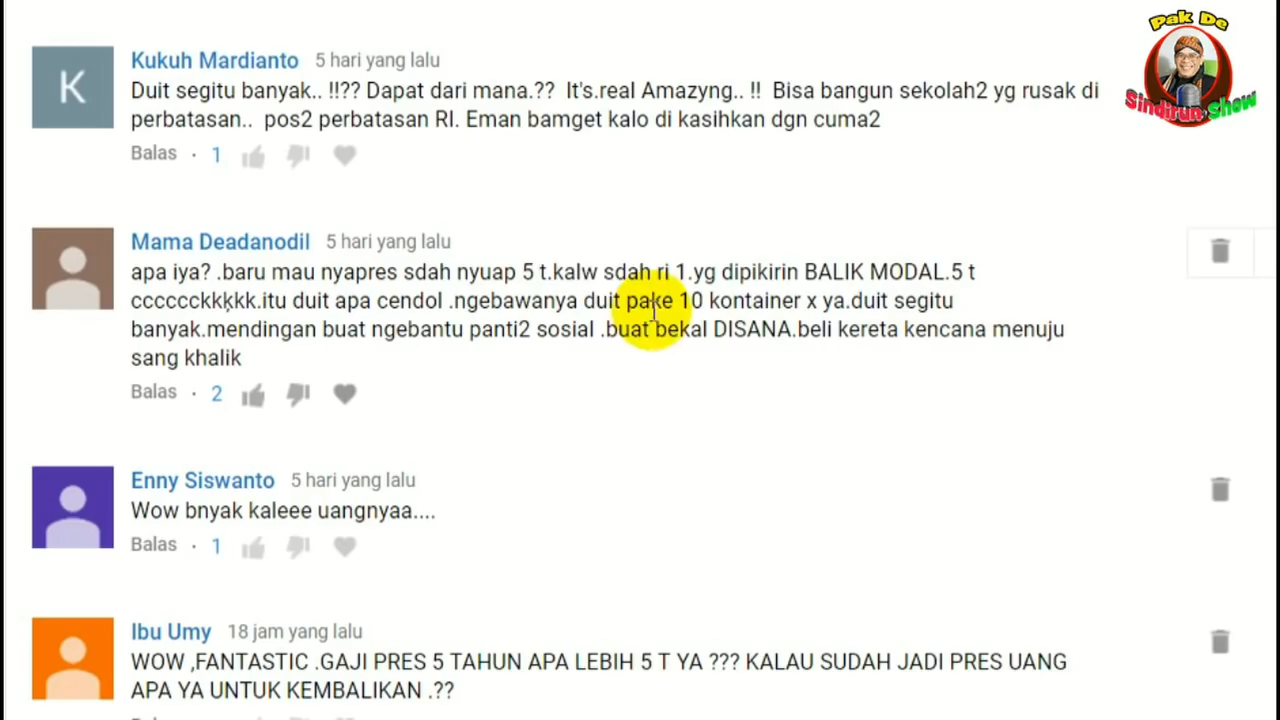 Pak De
Sindirun Show
Kukuh Mardianto 5 hari yang lalu
Duit segitu banyak.. !!?? Dapat dari mana.?? It's.real Amazyng.. !! Bisa bangun sekolah2 yg rusak di
perbatasan.. pos2 perbatasan RI. Eman bamget kalo di kasihkan dgn cuma2
Balas · 1
Mama Deadanodil 5 hari yang lalu
apa iya? .baru mau nyapres sdah nyuap 5 t.kalw sdah ri 1.yg dipikirin BALIK MODAL.5 t
cccccckkķkk.itu duit apa cendol .ngebawanya duit pake 10 kontainer x ya.duit segitu
banyak.mendingan buat ngebantu panti2 sosial .buat bekal DISANA.beli kereta kencana menuju
sang khalik
Balas · 2
Enny Siswanto 5 hari yang lalu
Wow bnyak kaleee uangnyaa....
Balas · 1
Ibu Umy 18 jam yang lalu
WOW ,FANTASTIC .GAJI PRES 5 TAHUN APA LEBIH 5 T YA ??? KALAU SUDAH JADI PRES UANG
APA YA UNTUK KEMBALIKAN .??